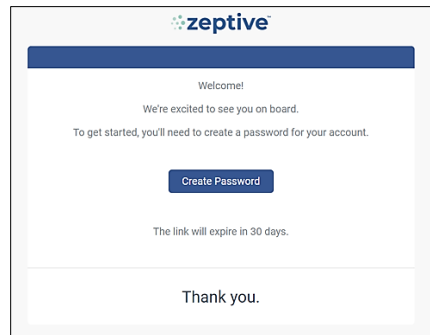 zeptive
Welcome!
We're excited to see you on board.
To get started, you'll need to create a password for your account.
Create Password
The link will expire in 30 days.
Thank you.